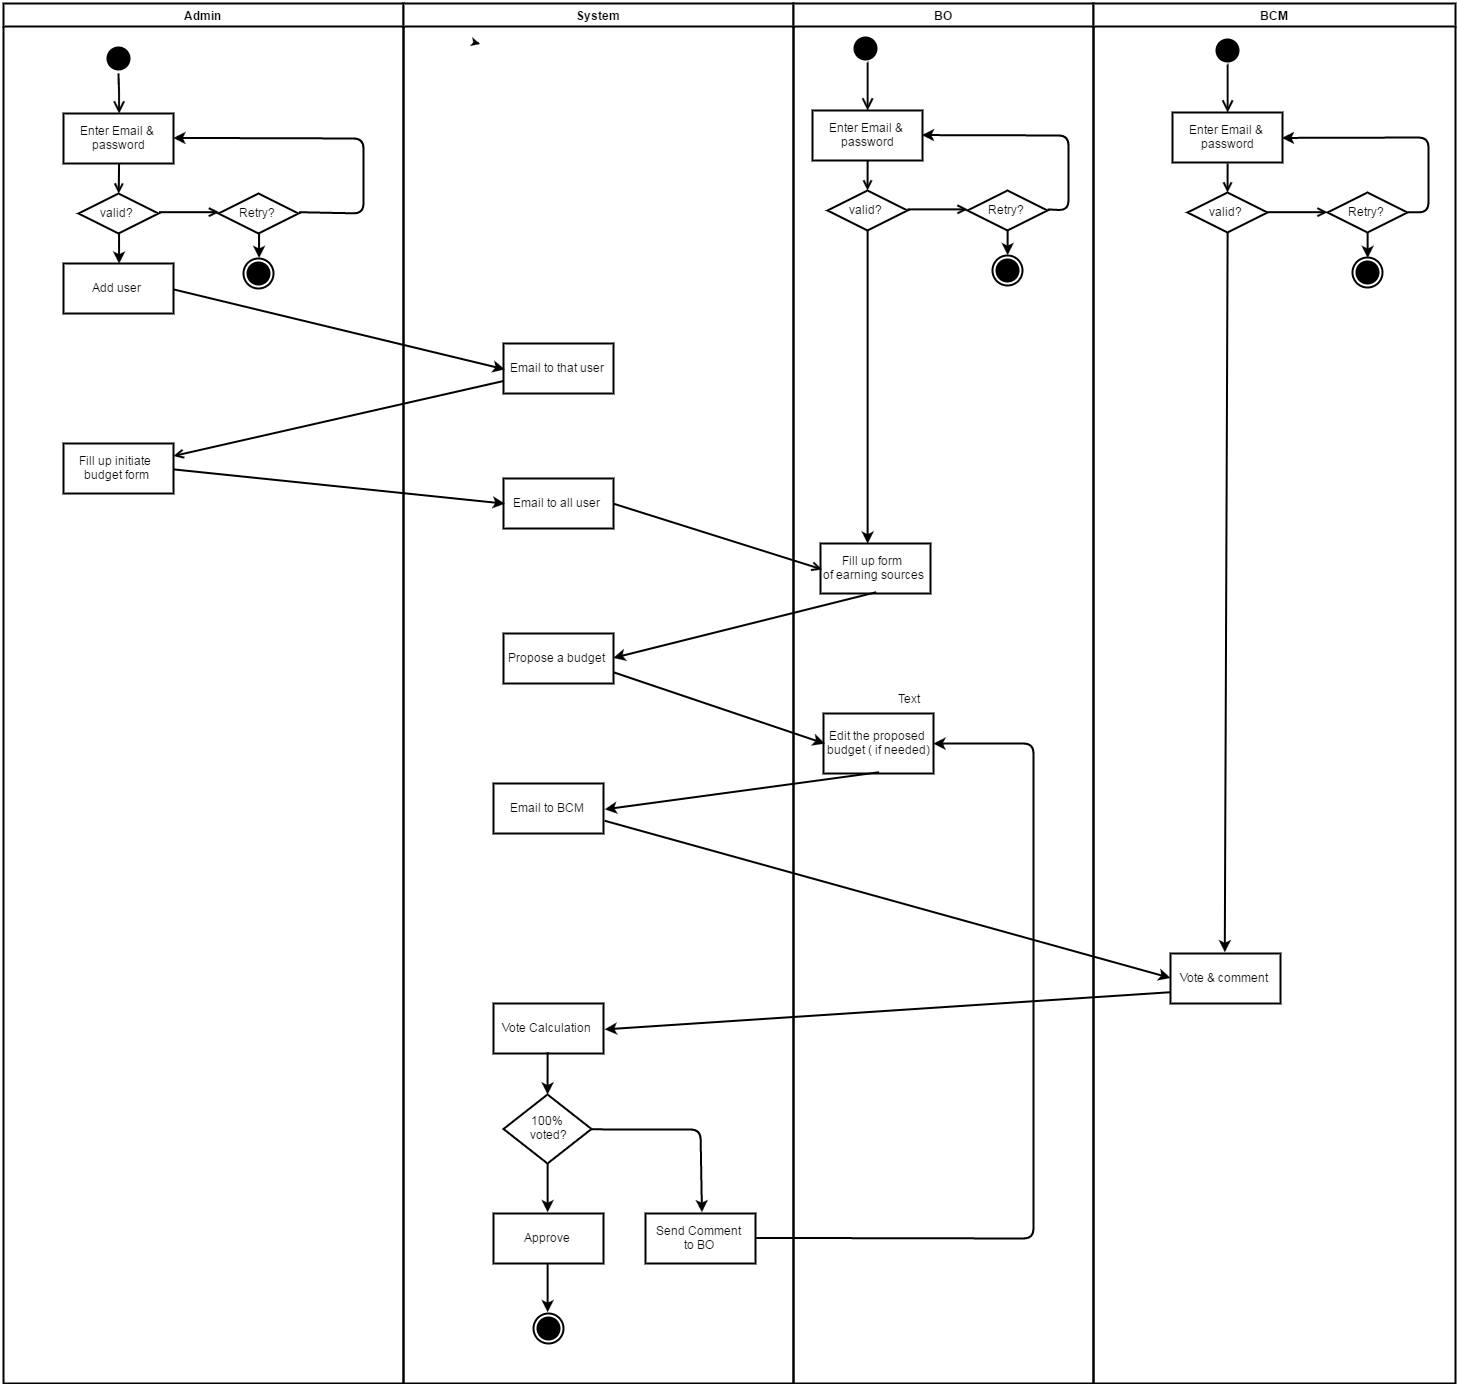 Admin
System
BO
BCM
Enter Email &
password
valid?
Retry?
Add user
Fill up initiate
budget form
Email to that user
Email to all user
Propose a budget
Email to BCM
Vote Calculation
100%
voted?
Approve
Send Comment
to BO
Enter Email &
password
valid?
Retry?
Fill up form
of earning sources
Text
Edit the proposed
budget ( if needed)
Enter Email &
password
valid?
Retry?
Vote & comment